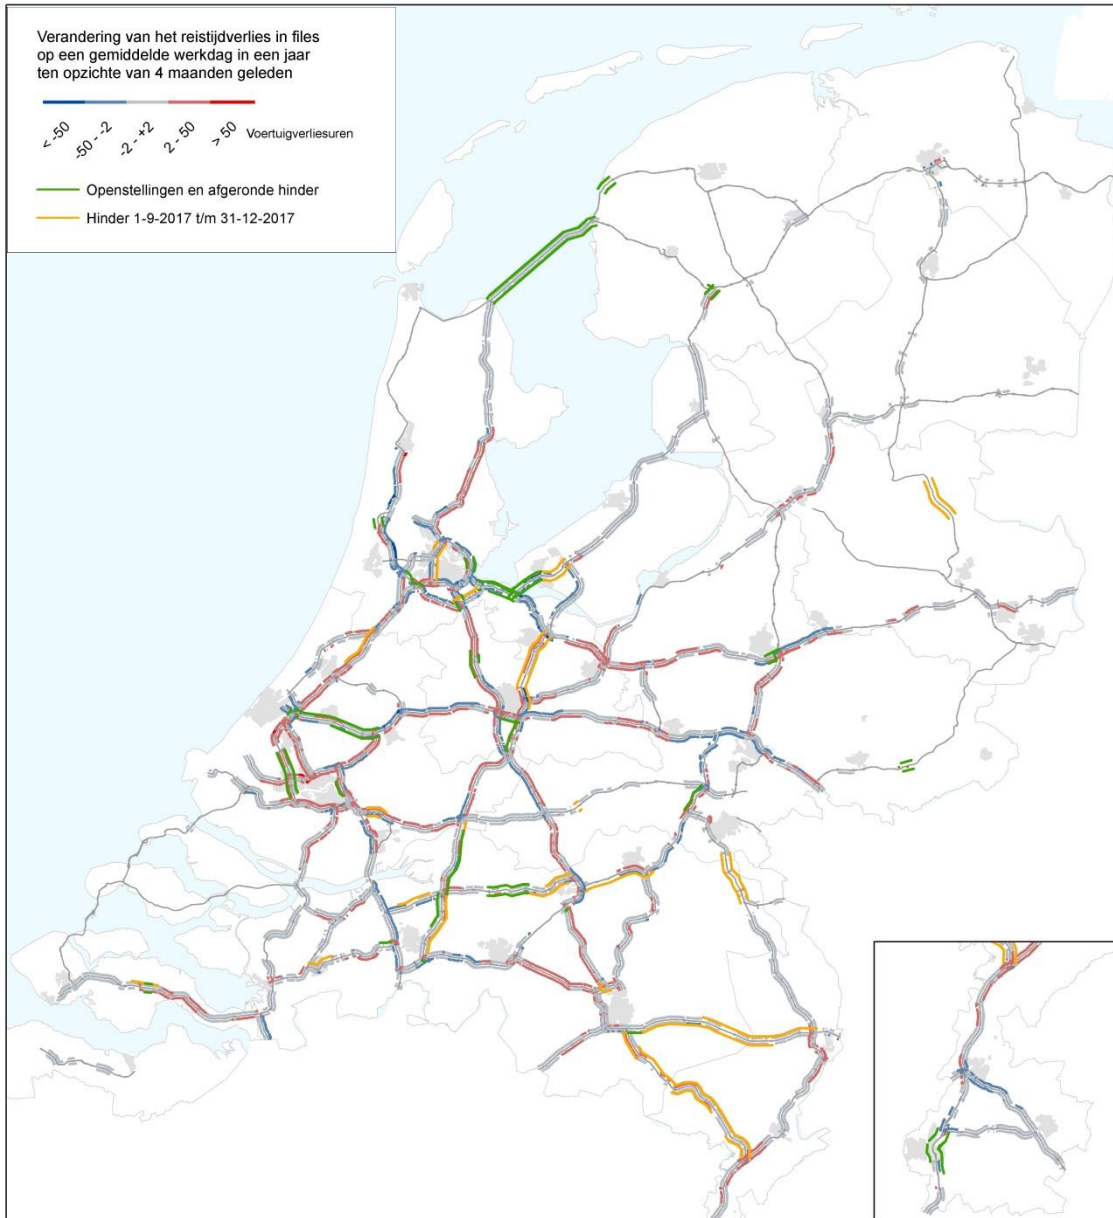 Verandering van het reistijdverlies in files
op een gemiddelde werkdag in een jaar
ten opzichte van 4 maanden geleden
< -50
-50 - -2
-2 - +2
2 - 50
> 50
Voertuigverliesuren
Openstellingen en afgeronde hinder
Hinder 1-9-2017 t/m 31-12-2017